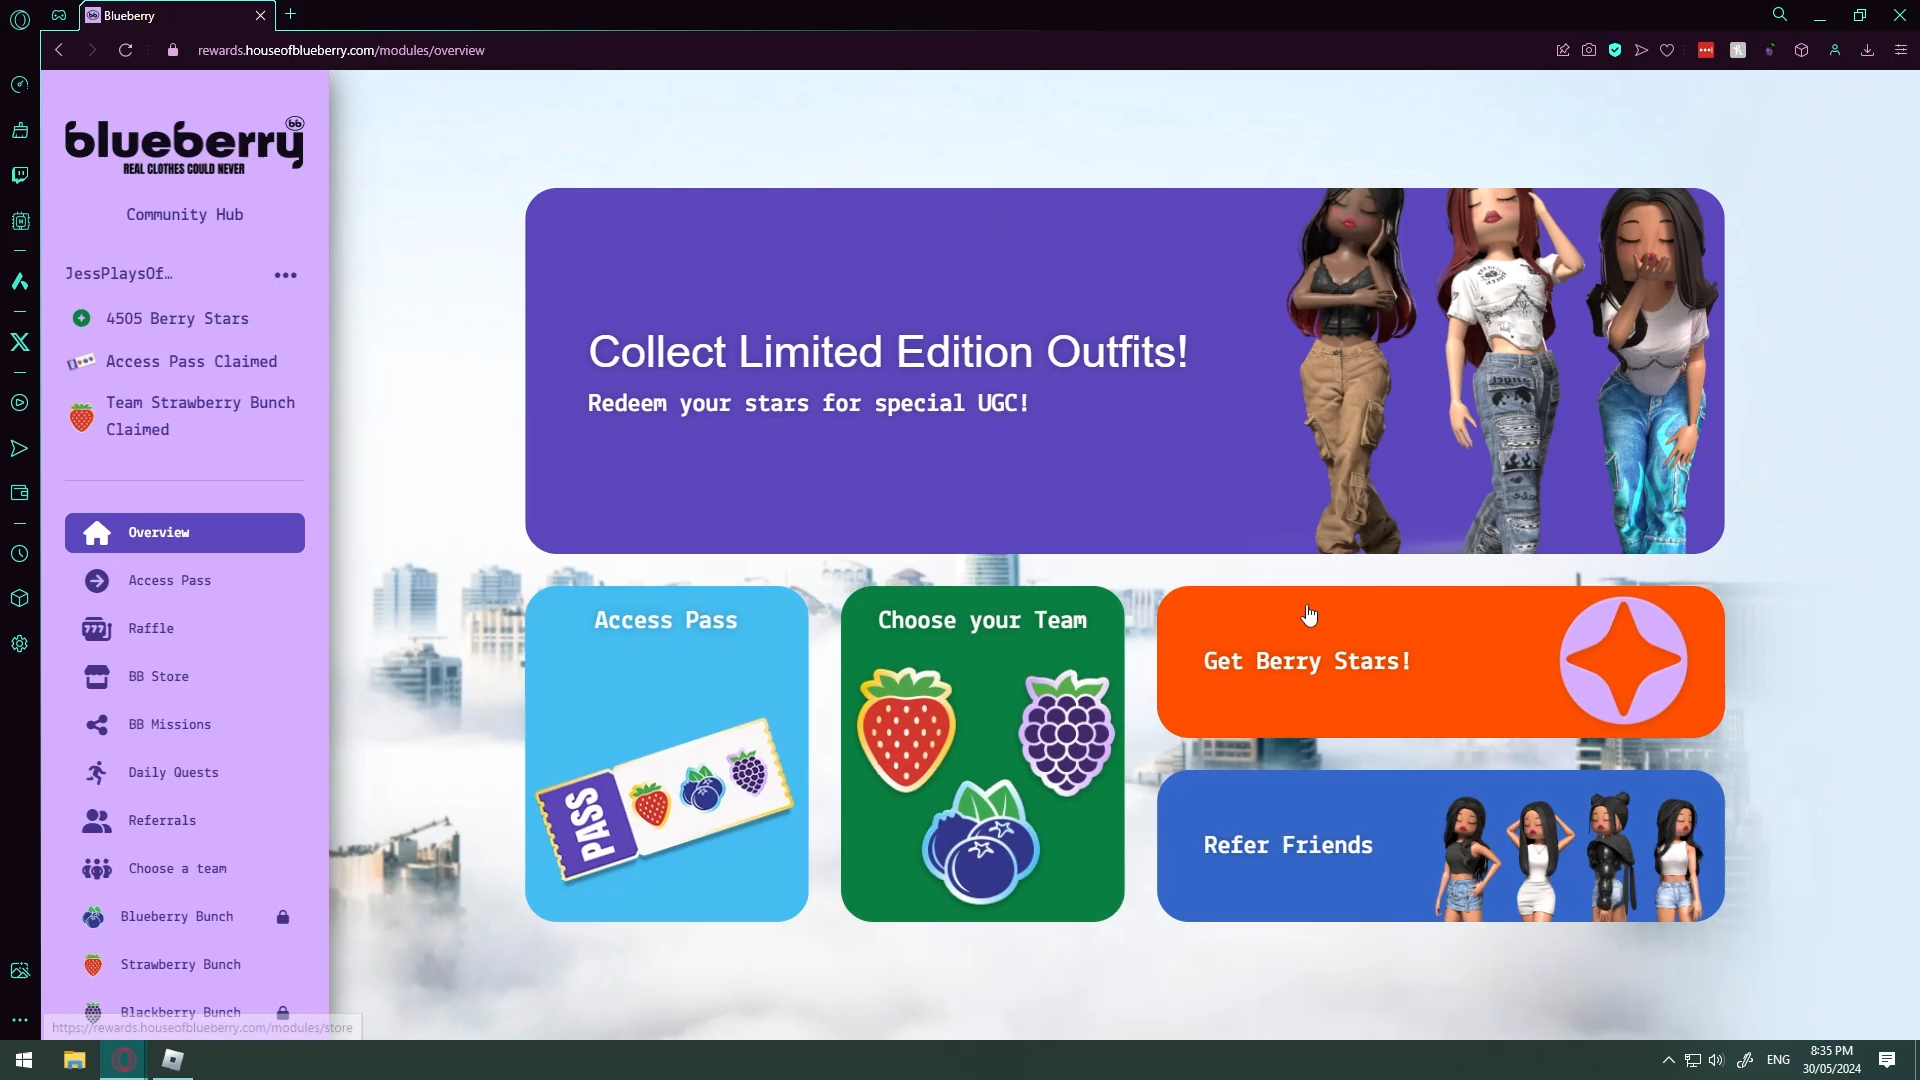 Blueberry
rewards.houseofblueberry.com/modules/overview
bb
blueberry
REAL CLOTHES COULD NEVER
Community Hub
JessPlaysOf…
4505 Berry Stars
Access Pass Claimed
Team Strawberry Bunch
Claimed
Overview
Access Pass
Raffle
BB Store
BB Missions
Daily Quests
Referrals
Choose a team
Blueberry Bunch
Strawberry Bunch
Blackberry Bunch
https://rewards.houseofblueberry.com/modules/store
Collect Limited Edition Outfits!
Redeem your stars for special UGC!
Access Pass
PASS
Choose your Team
Get Berry Stars!
Refer Friends
ENG
8:35 PM
30/05/2024